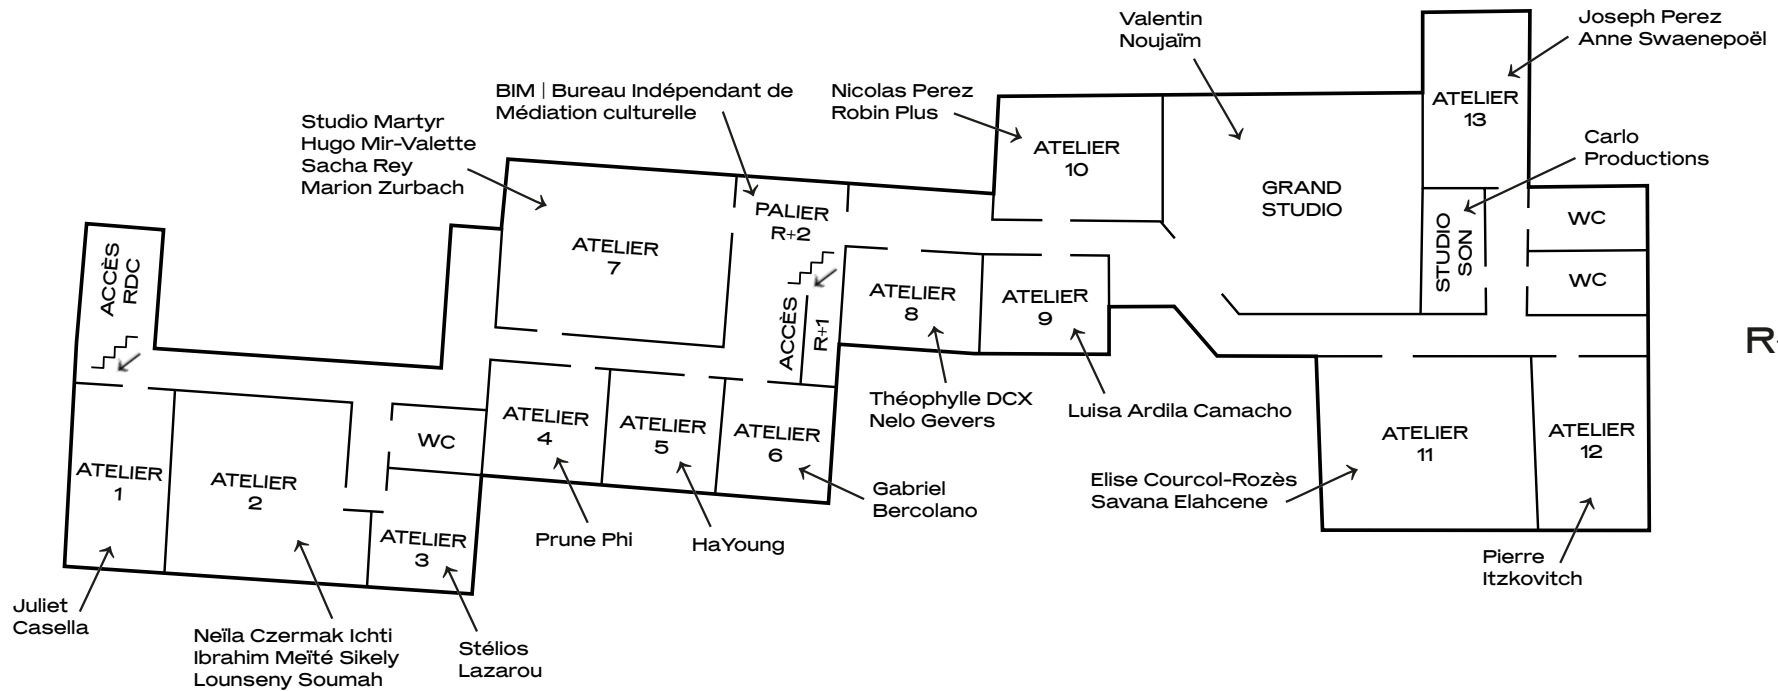 Valentin
Noujaïm
Joseph Perez
Anne Swaenepoël
BIM | Bureau Indépendant de
Médiation culturelle
Nicolas Perez
Robin Plus
Studio Martyr
Hugo Mir-Valette
Sacha Rey
Marion Zurbach
Carlo
Productions
ATELIER
13
ATELIER
10
GRAND
STUDIO
PALIER
R+2
WC
WC
STUDIO
SON
ACCÈS
RDC
ATELIER
7
ATELIER
8
ATELIER
9
ACCÈS
R+1
R+
Théophylle DCX
Nelo Gevers
Luisa Ardila Camacho
ATELIER
4
ATELIER
5
ATELIER
6
WC
ATELIER
11
ATELIER
12
ATELIER
1
ATELIER
2
ATELIER
3
Elise Courcol-Rozès
Savana Elahcene
Gabriel
Bercolano
Prune Phi
HaYoung
Pierre
Itzkovitch
Juliet
Casella
Neïla Czermak Ichti
Ibrahim Meïté Sikely
Lounseny Soumah
Stélios
Lazarou